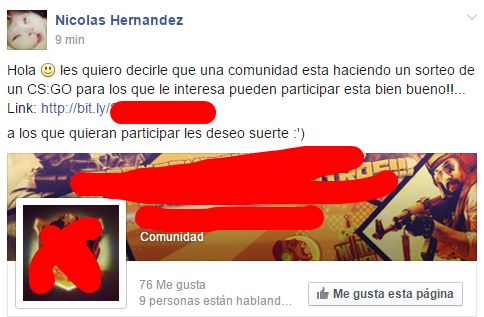 Nicolas Hernandez
9 min
Hola les quiero decirle que una comunidad esta haciendo un sorteo de
un CS:GO para los que le interesa pueden participar esta bien bueno!!...
Link: http://bit.ly/
a los que quieran participar les deseo suerte :')
Comunidad
76 Me gusta
9 personas están habland...
Me gusta esta página